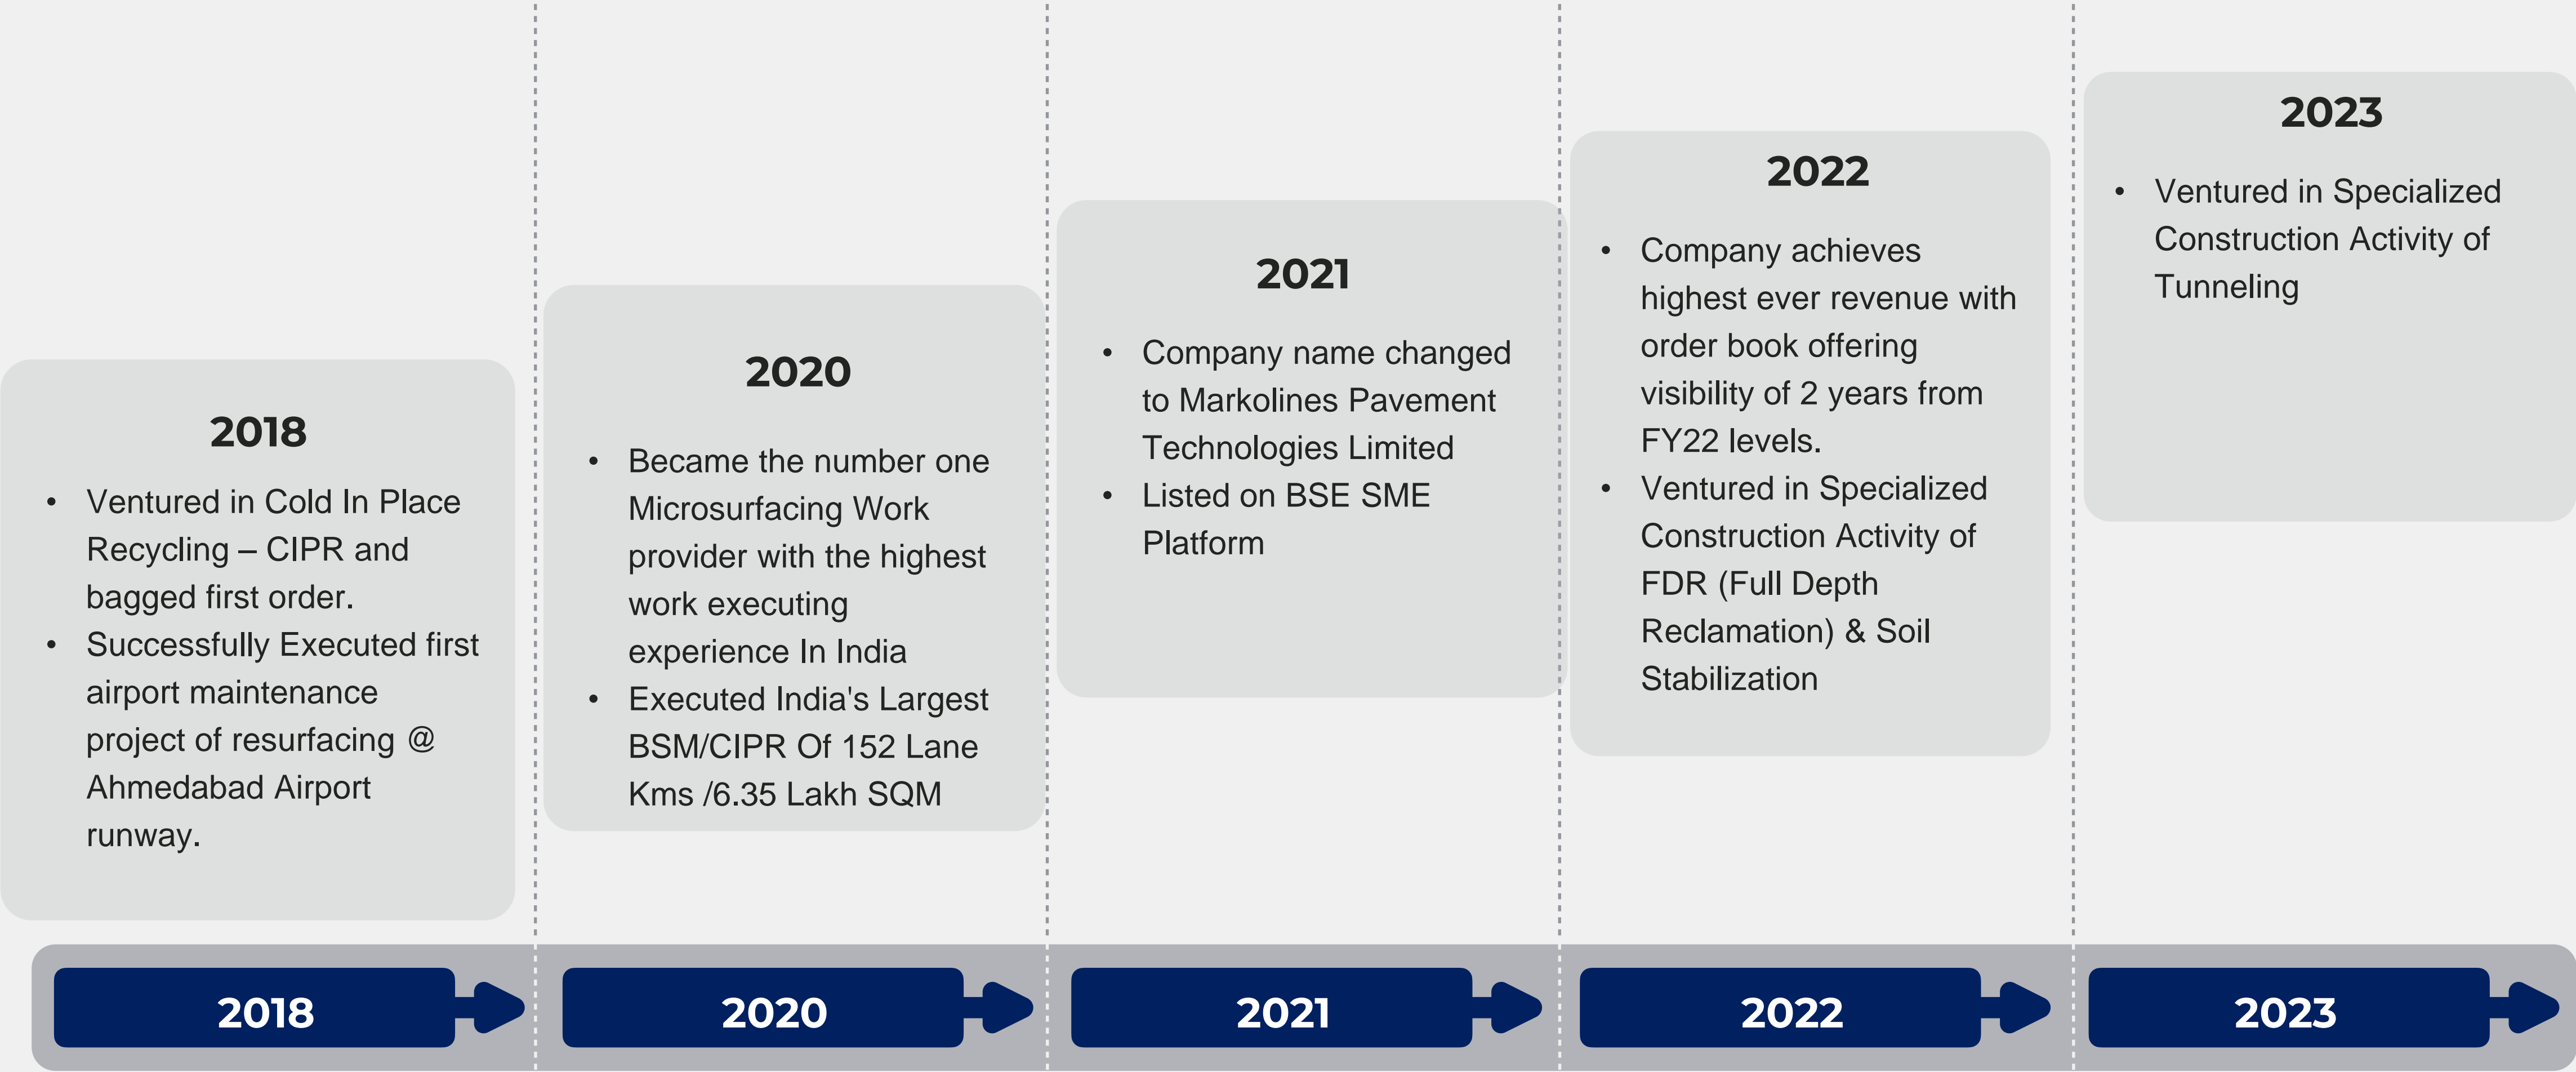 2018
• Ventured in Cold In Place
Recycling – CIPR and
bagged first order.
• Successfully Executed first
airport maintenance
project of resurfacing @
Ahmedabad Airport
runway.
2020
• Became the number one
Microsurfacing Work
provider with the highest
work executing
experience In India
• Executed India's Largest
BSM/CIPR Of 152 Lane
Kms /6.35 Lakh SQM
2021
• Company name changed
to Markolines Pavement
Technologies Limited
• Listed on BSE SME
Platform
2022
• Company achieves
highest ever revenue with
order book offering
visibility of 2 years from
FY22 levels.
• Ventured in Specialized
Construction Activity of
FDR (Full Depth
Reclamation) & Soil
Stabilization
2023
• Ventured in Specialized
Construction Activity of
Tunneling
2018
2020
2021
2022
2023